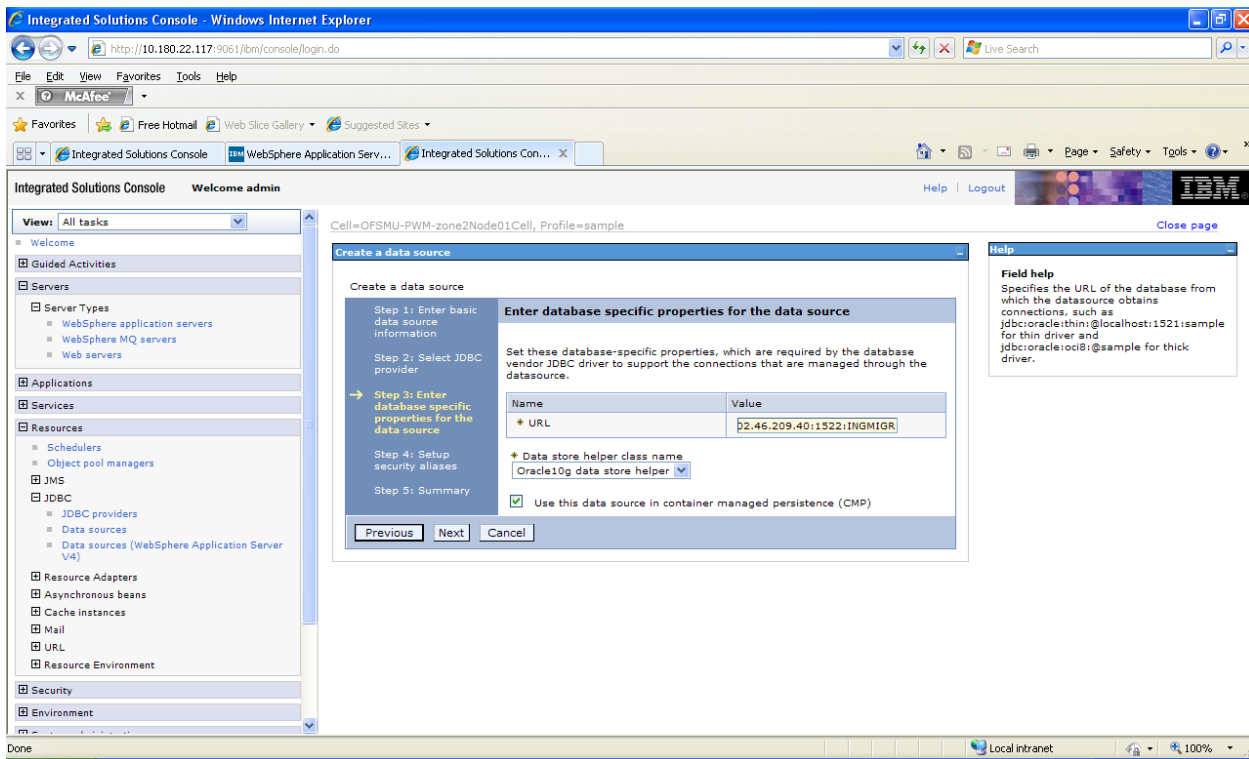 Integrated Solutions Console - Windows Internet Explorer
http://10.180.22.117:9061/ibm/console/login.do
Live Search
File Edit View Favorites Tools Help
x McAfee
Favorites Free Hotmail Web Slice Gallery Suggested Sites
Integrated Solutions Console IBM WebSphere Application Serv... Integrated Solutions Con... X Page Safety Tools
Integrated Solutions Console Welcome admin Help | Logout IBM
View: All tasks
Welcome
Guided Activities
Servers
Server Types
WebSphere application servers
WebSphere MQ servers
Web servers
Applications
Services
Resources
Schedulers
Object pool managers
JMS
JDBC
JDBC providers
Data sources
Data sources (WebSphere Application Server
V4)
Resource Adapters
Asynchronous beans
Cache instances
Mail
URL
Resource Environment
Security
Environment
Cell=OFSMU-PWM-zone2Node01Cell, Profile=sample
Close page
Create a data source
Create a data source
Step 1: Enter basic
data source
information
Step 2: Select JDBC
provider
Step 3: Enter
database specific
properties for the
data source
Step 4: Setup
security aliases
Step 5: Summary
Enter database specific properties for the data source
Set these database-specific properties, which are required by the database
vendor JDBC driver to support the connections that are managed through the
datasource.
Name Value
* URL 02.46.209.40:1522:INGMIGR
* Data store helper class name
Oracle10g data store helper
Use this data source in container managed persistence (CMP)
Previous Next Cancel
Help
Field help
Specifies the URL of the database from
which the datasource obtains
connections, such as
jdbc:oracle:thin:@localhost:1521:sample
for thin driver and
jdbc:oracle:oci8:@sample for thick
driver.
Done Local intranet 100%